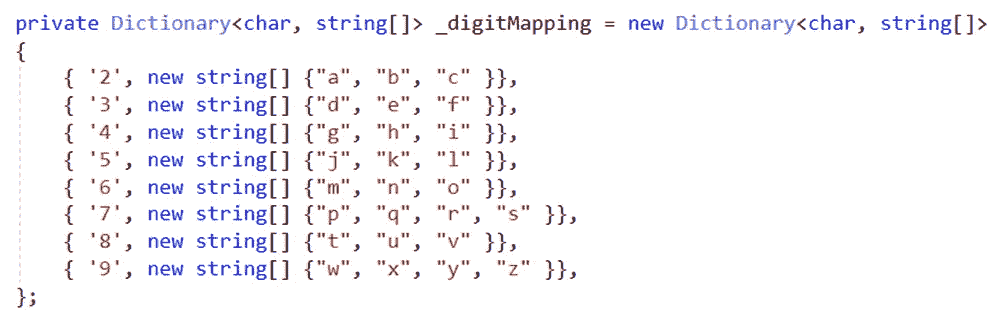 private Dictionary<char, string[]> _digitMapping = new Dictionary<char, string[]>
{
    { '2', new string[] {"a", "b", "c" }},
    { '3', new string[] {"d", "e", "f" }},
    { '4', new string[] {"g", "h", "i" }},
    { '5', new string[] {"j", "k", "l" }},
    { '6', new string[] {"m", "n", "o" }},
    { '7', new string[] {"p", "q", "r", "s" }},
    { '8', new string[] {"t", "u", "v" }},
    { '9', new string[] {"w", "x", "y", "z" }},
};